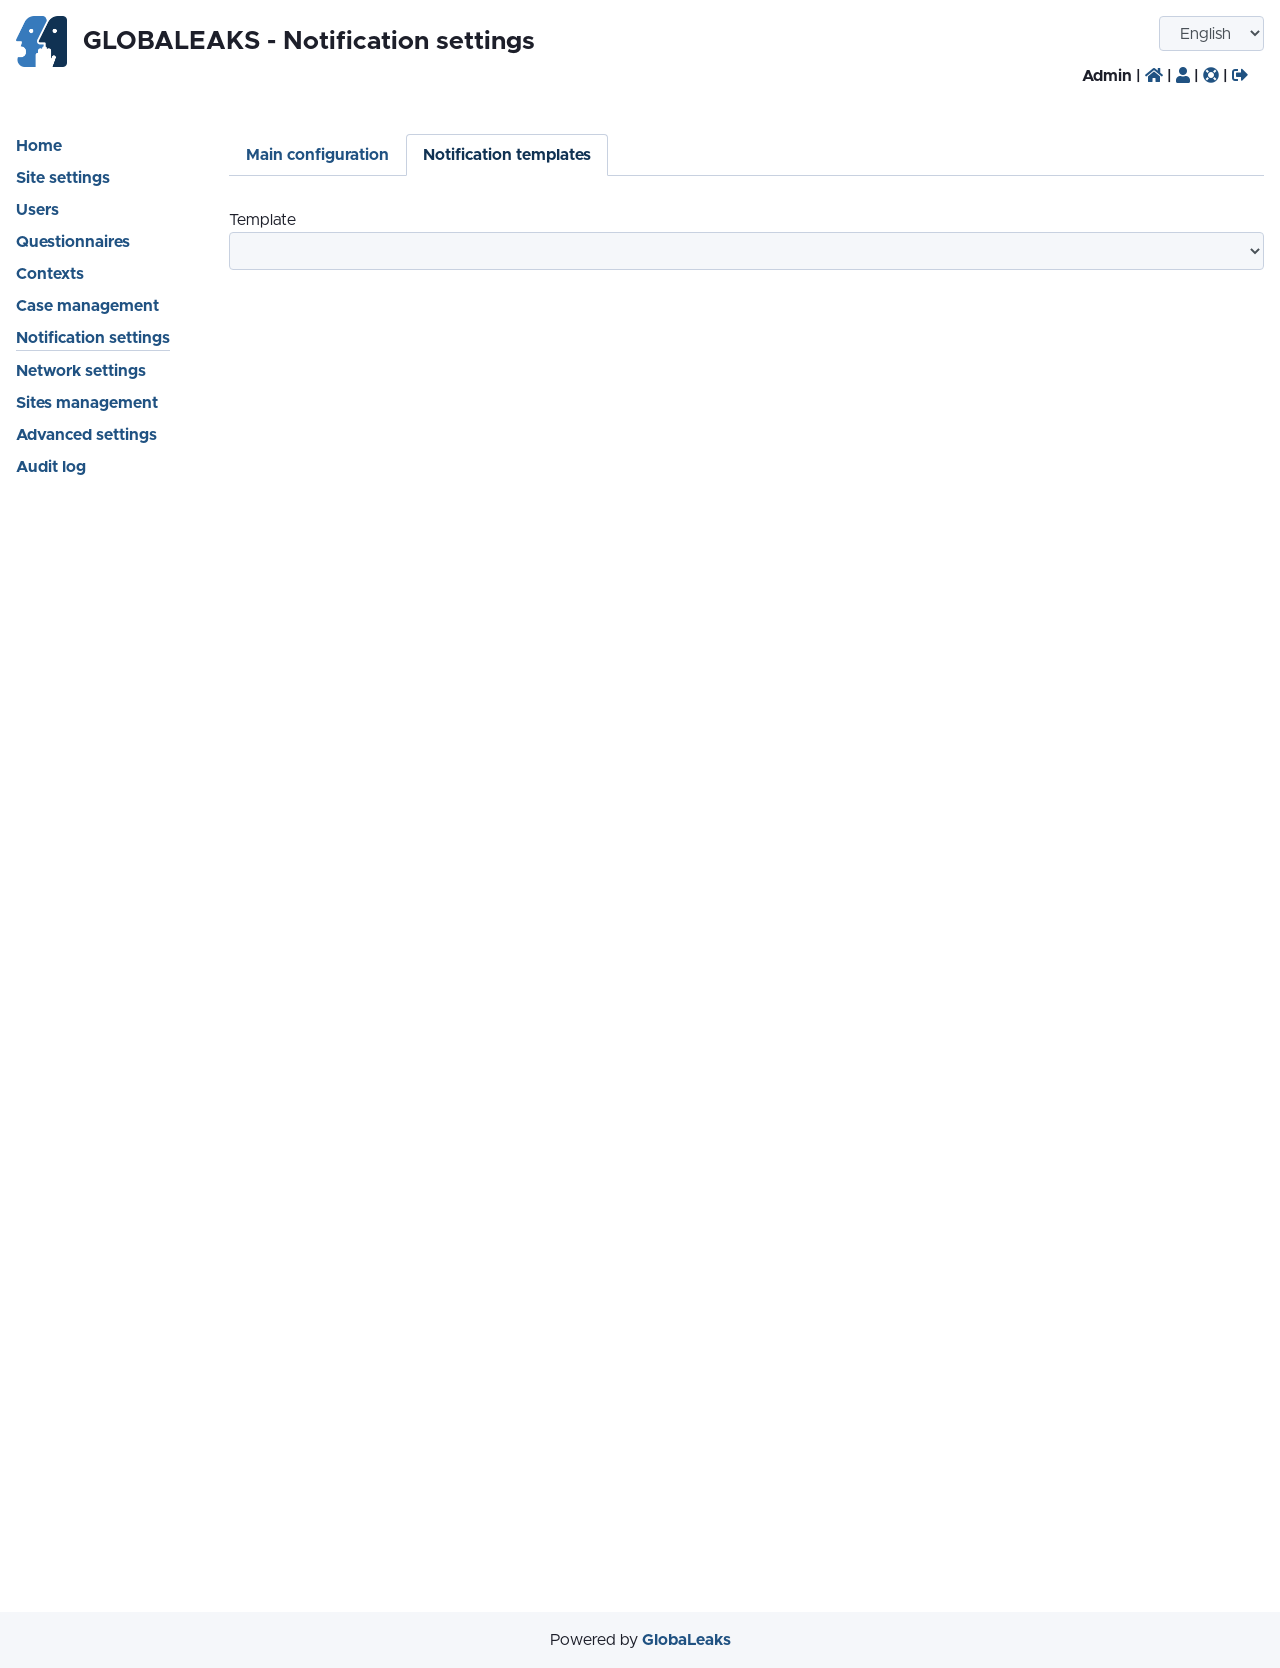 GLOBALEAKS - Notification settings
English
Admin | | | |
Home
Site settings
Users
Questionnaires
Contexts
Case management
Notification settings
Network settings
Sites management
Advanced settings
Audit log
Main configuration
Notification templates
Template
Powered by GlobaLeaks